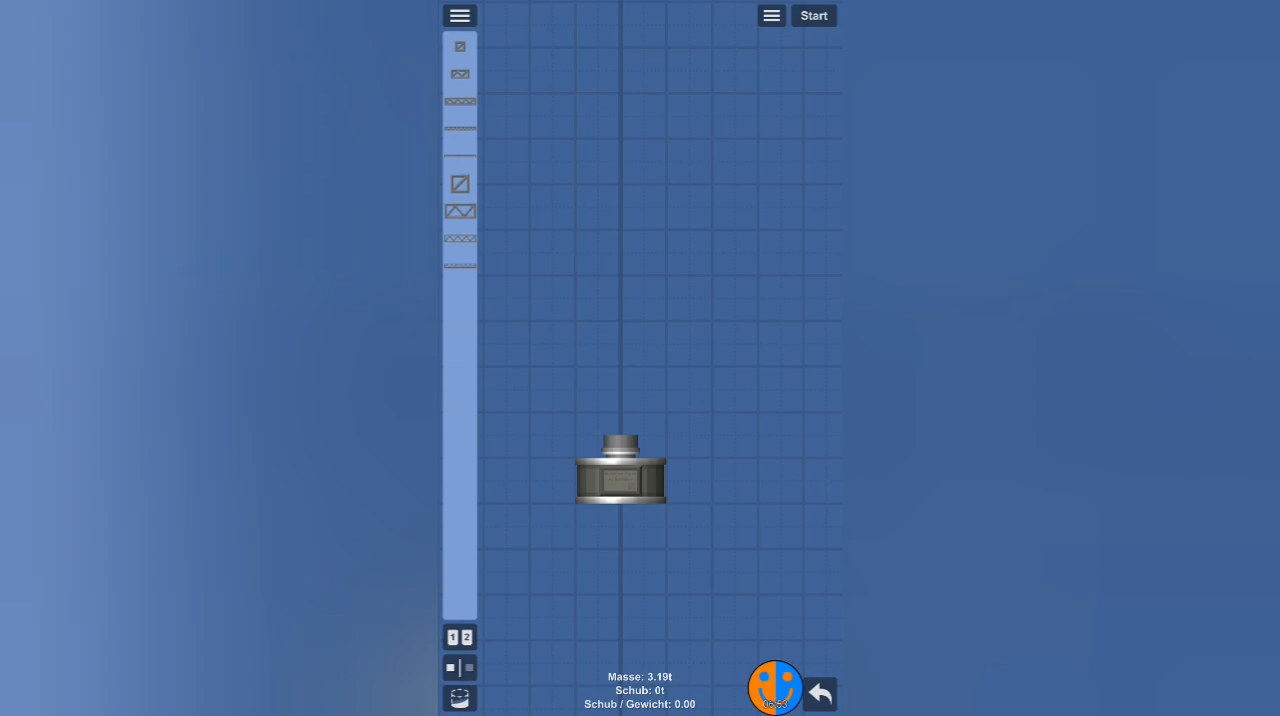 Start
1 2
Masse: 3.19t
Schub: 0t
Schub / Gewicht: 0.00